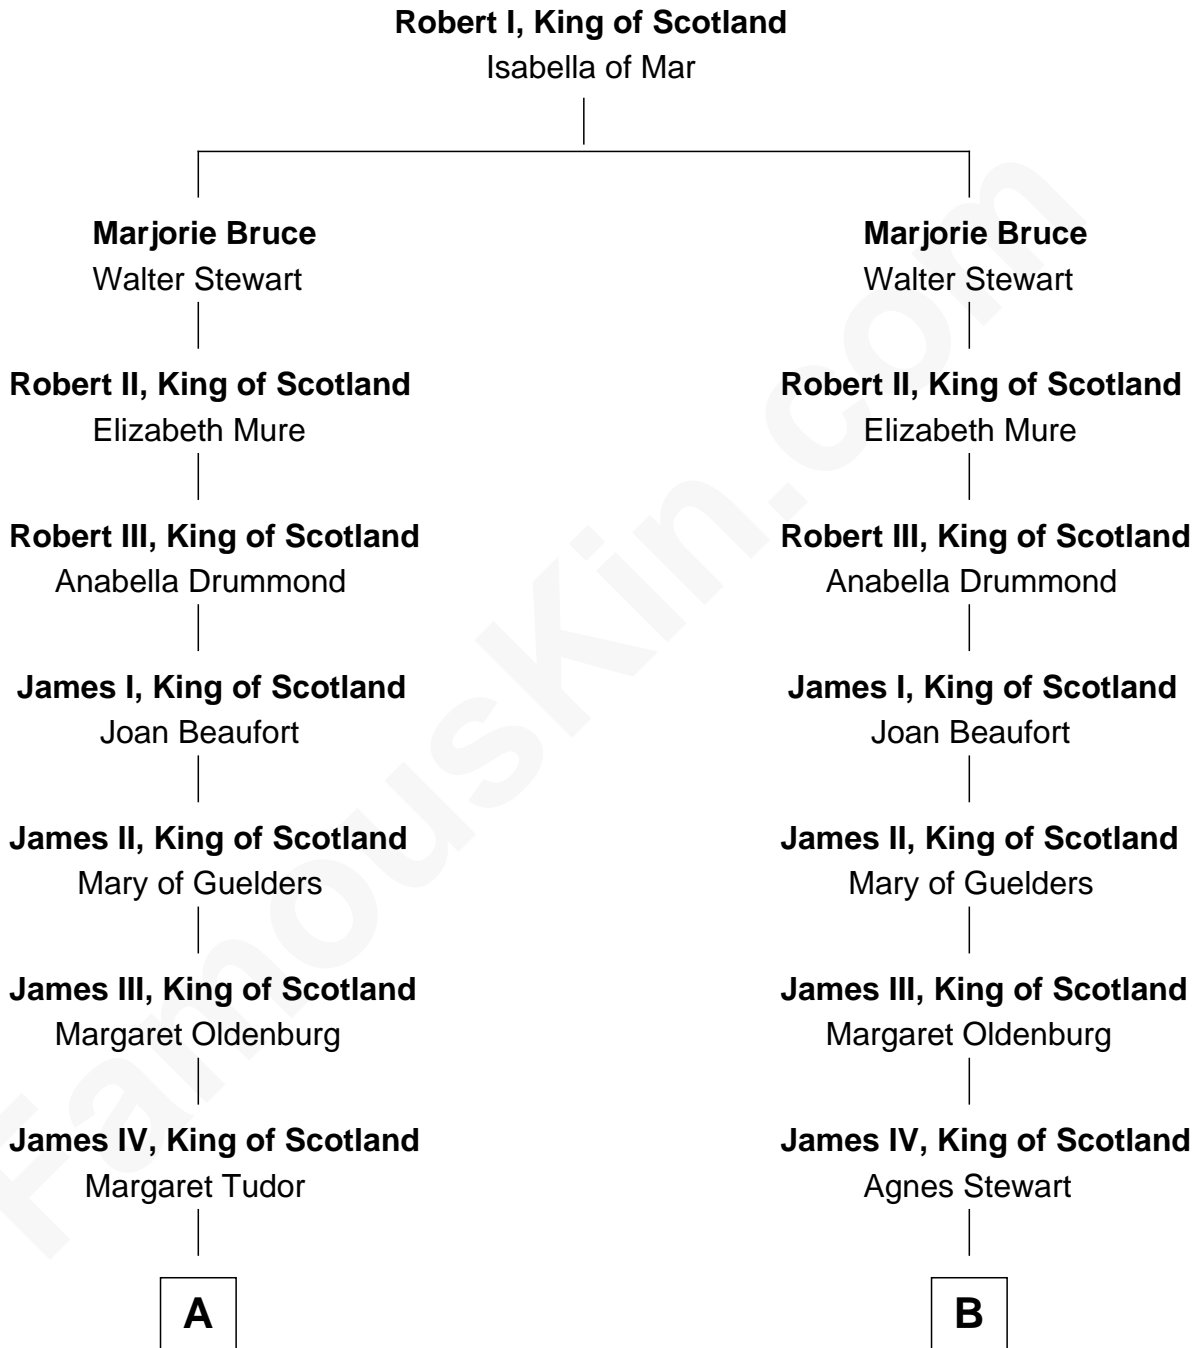 Robert I, King of Scotland
Isabella of Mar
Marjorie Bruce
Walter Stewart
Marjorie Bruce
Walter Stewart
Robert II, King of Scotland
Elizabeth Mure
Robert II, King of Scotland
Elizabeth Mure
Robert III, King of Scotland
Anabella Drummond
Robert III, King of Scotland
Anabella Drummond
James I, King of Scotland
Joan Beaufort
James I, King of Scotland
Joan Beaufort
James II, King of Scotland
Mary of Guelders
James II, King of Scotland
Mary of Guelders
James III, King of Scotland
Margaret Oldenburg
James III, King of Scotland
Margaret Oldenburg
James IV, King of Scotland
Margaret Tudor
James IV, King of Scotland
Agnes Stewart
A
B
FamousKin.com